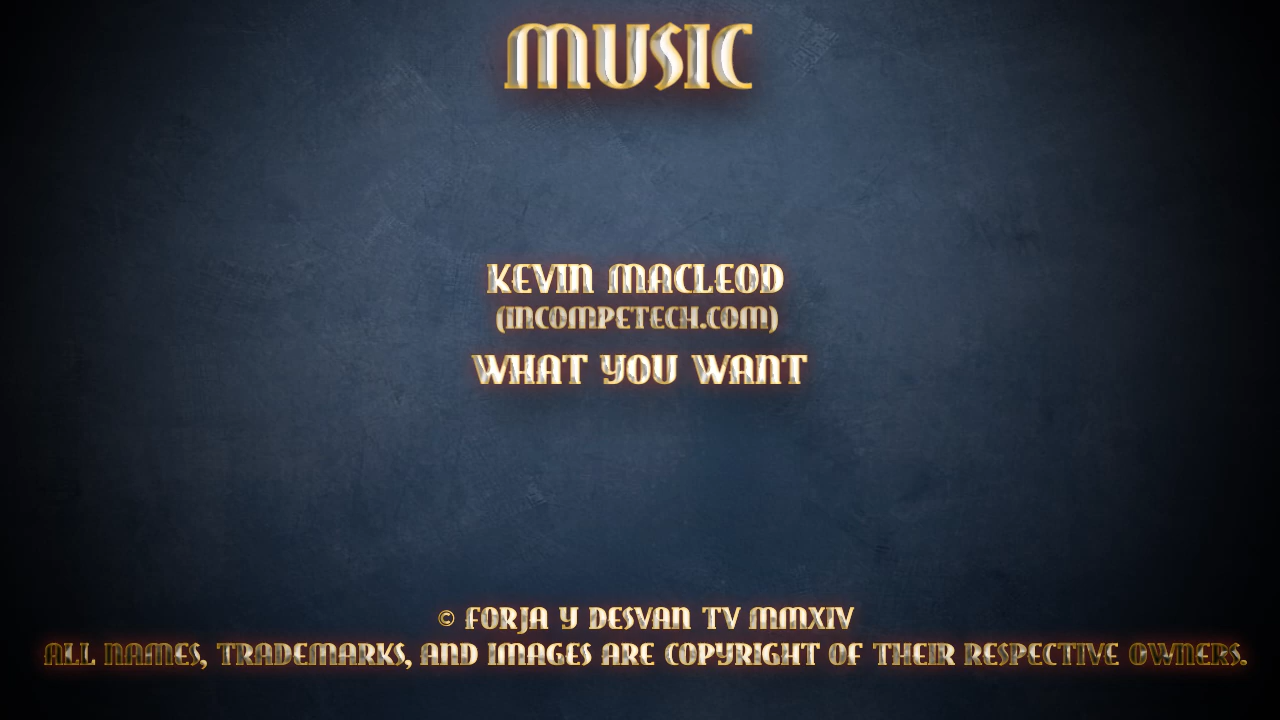 MUSIC
KEVIN MACLEOD
(INCOMPETECH.COM)
WHAT YOU WANT
© FORJA Y DESVAN TV MMXIV
ALL NAMES, TRADEMARKS, AND IMAGES ARE COPYRIGHT OF THEIR RESPECTIVE OWNERS.